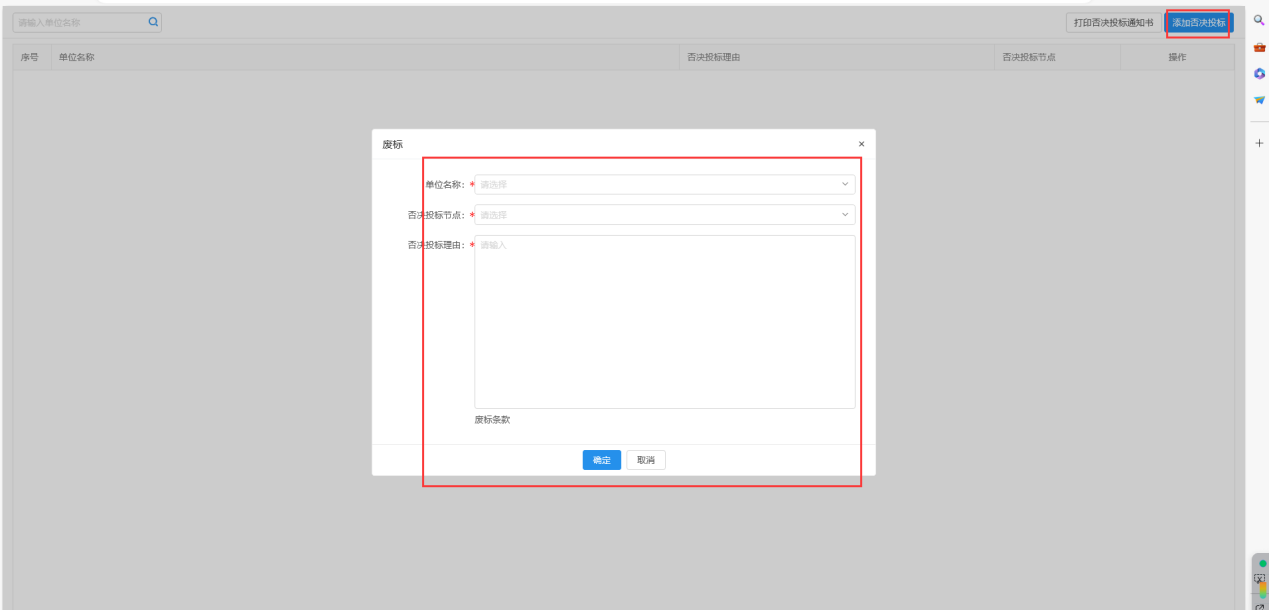 请输入单位名称
打印否决投标通知书 添加否决投标
序号 单位名称 否决投标理由 否决投标节点 操作
废标 ×
单位名称: * 请选择
否决投标节点: * 请选择
否决投标理由: * 请输入
废标条款
确定 取消